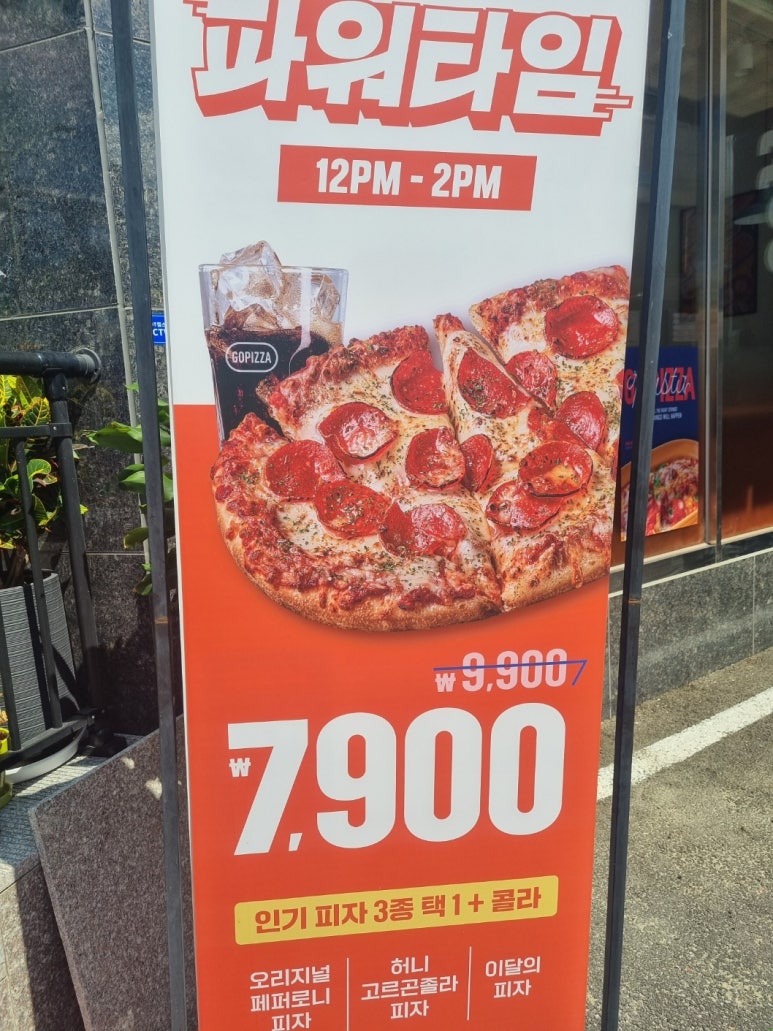 파워타임
12PM - 2PM
GOPIZZA
₩9,900
₩7,900
인기 피자 3종 택1 + 콜라
오리지널
페퍼로니
피자
허니
고르곤졸라
피자
이달의
피자